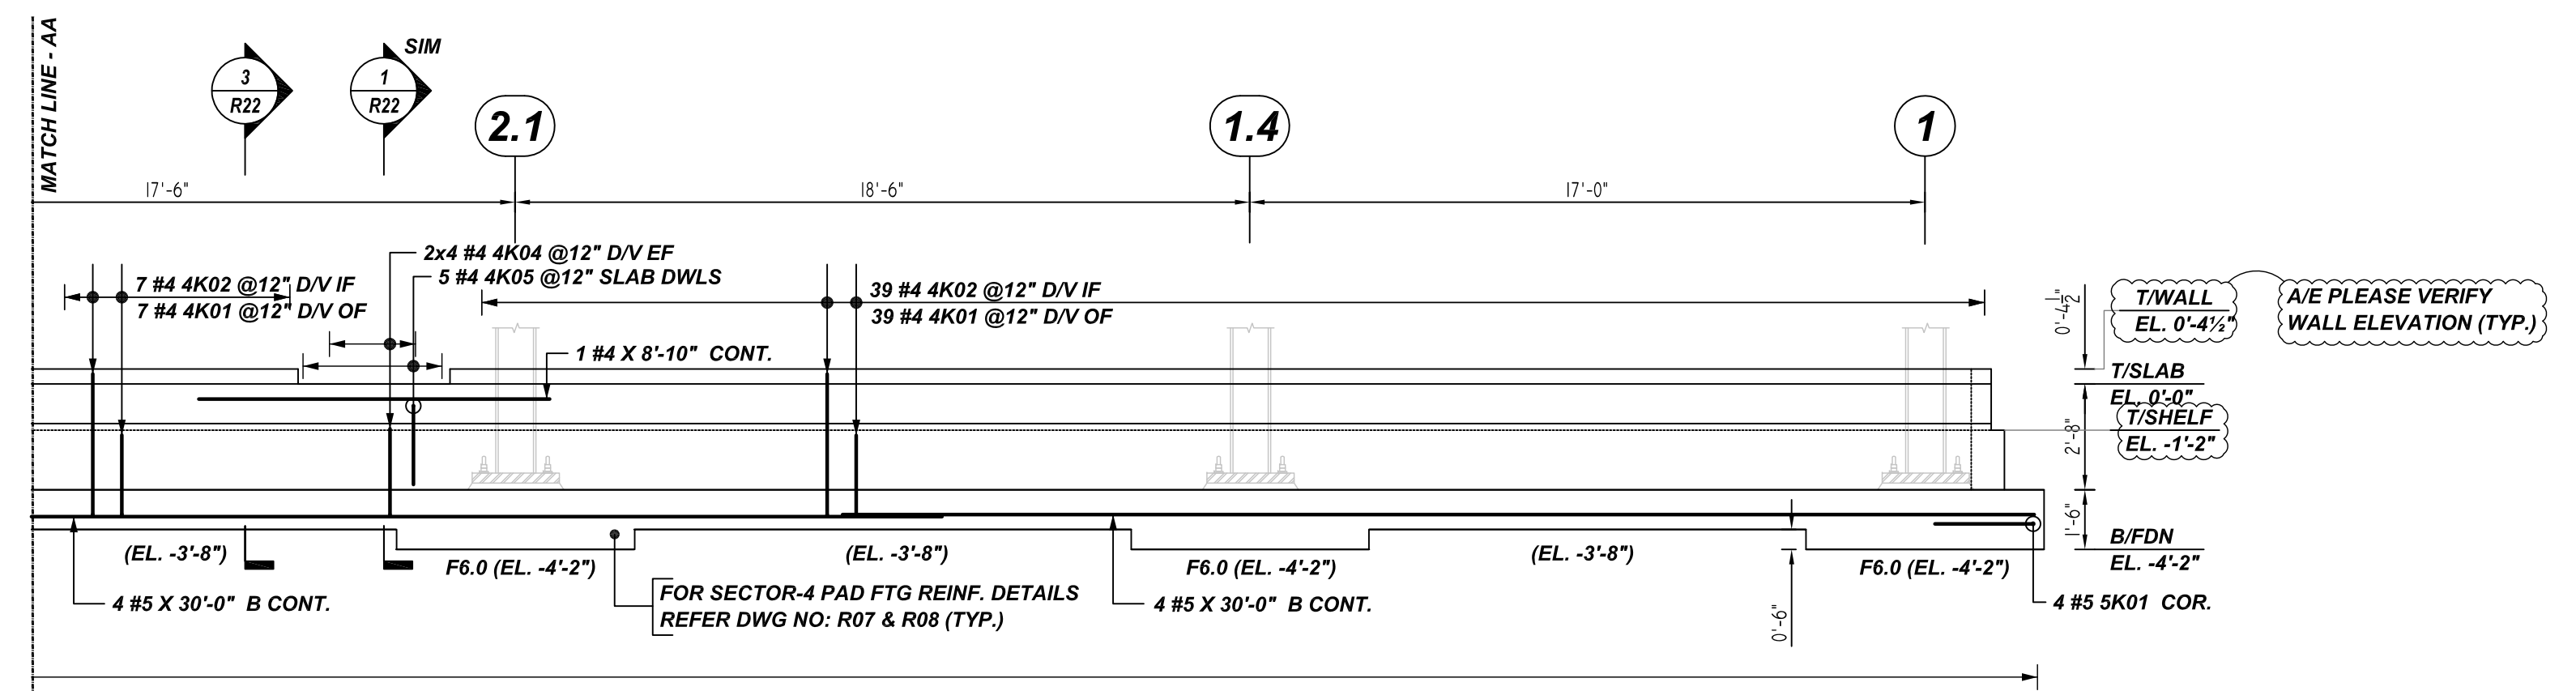 MATCH LINE - AA
3
R22
1
R22
SIM
2.1
1.4
1
17'-6"
18'-6"
17'-0"
2x4 #4 4K04 @12" D/V EF
5 #4 4K05 @12" SLAB DWLS
7 #4 4K02 @12" D/V IF
7 #4 4K01 @12" D/V OF
39 #4 4K02 @12" D/V IF
39 #4 4K01 @12" D/V OF
1 #4 X 8'-10" CONT.
0'-4 1/2"
T/WALL
EL. 0'-4½"
A/E PLEASE VERIFY
WALL ELEVATION (TYP.)
T/SLAB
EL. 0'-0"
T/SHELF
EL. -1'-2"
2'-8"
1'-6"
B/FDN
EL. -4'-2"
(EL. -3'-8")
F6.0 (EL. -4'-2")
(EL. -3'-8")
F6.0 (EL. -4'-2")
(EL. -3'-8")
F6.0 (EL. -4'-2")
4 #5 X 30'-0" B CONT.
FOR SECTOR-4 PAD FTG REINF. DETAILS
REFER DWG NO: R07 & R08 (TYP.)
4 #5 X 30'-0" B CONT.
0'-6"
4 #5 5K01 COR.